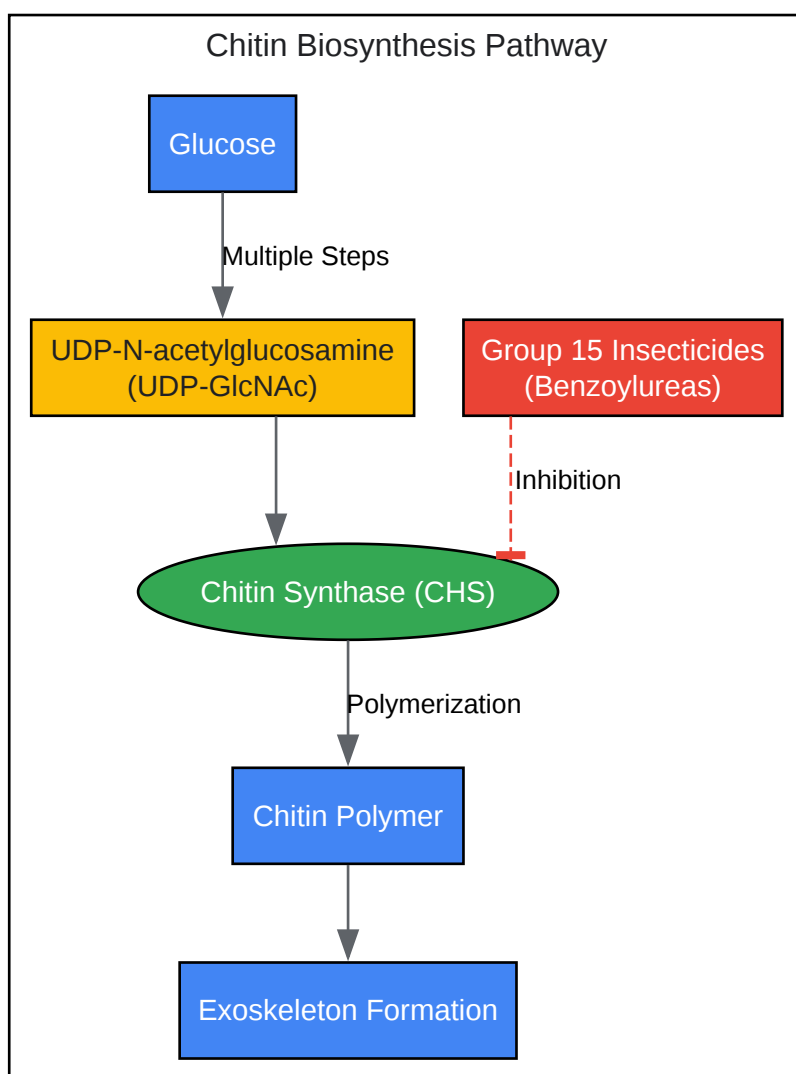 Chitin Biosynthesis Pathway
Glucose
Multiple Steps
UDP-N-acetylglucosamine
(UDP-GlcNAc)
Group 15 Insecticides
(Benzoylureas)
Inhibition
Chitin Synthase (CHS)
Polymerization
Chitin Polymer
Exoskeleton Formation